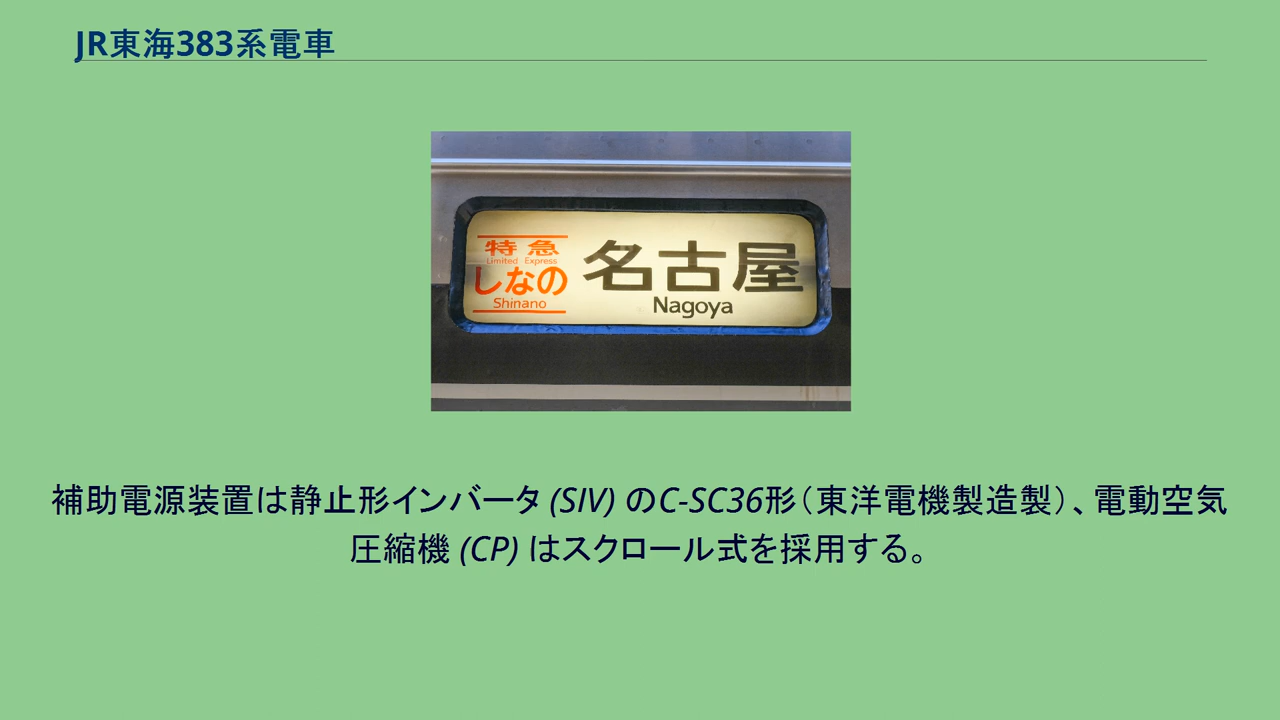 JR東海383系電車
特急
Limited Express
しなの
Shinano
名古屋
Nagoya
補助電源装置は静止形インバータ (SIV) のC-SC36形（東洋電機製造製）、電動空気
圧縮機 (CP) はスクロール式を採用する。